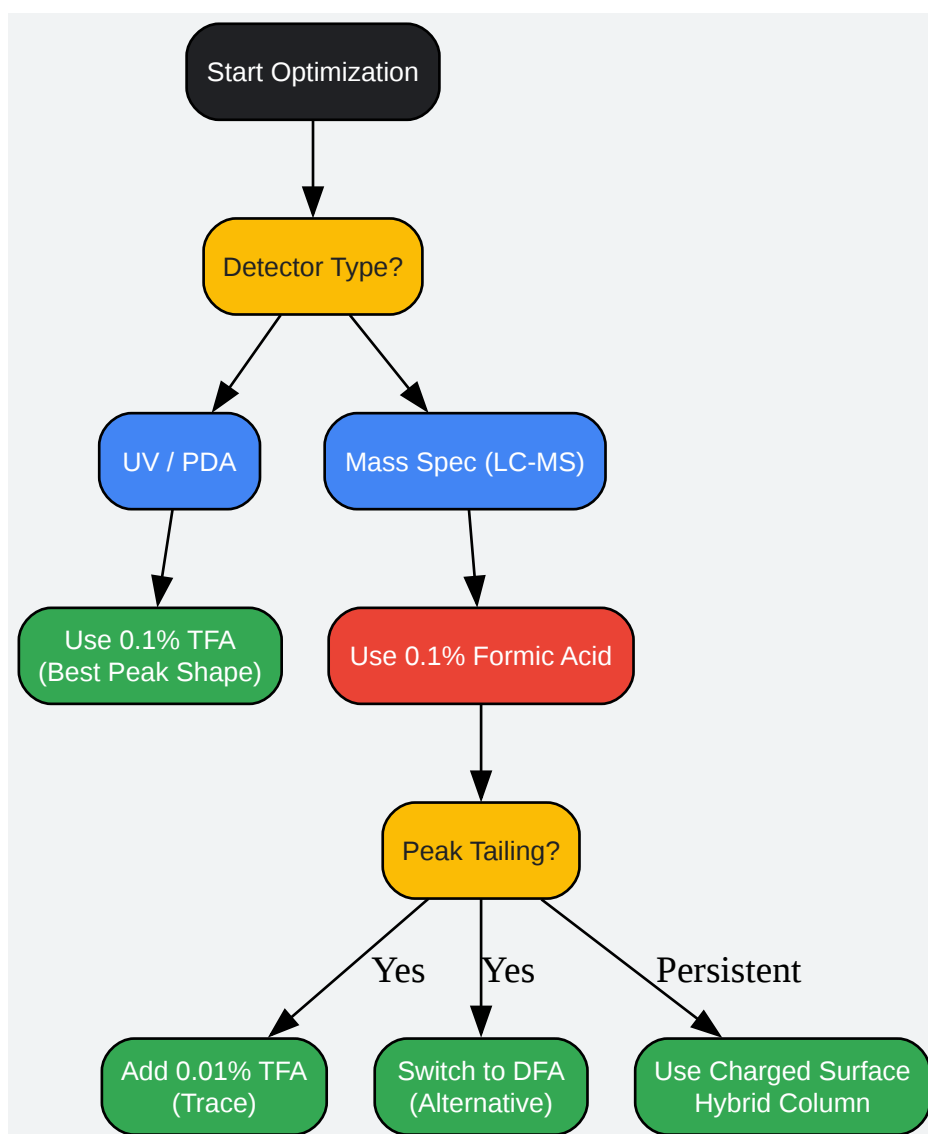 Start Optimization
Detector Type?
UV / PDA
Mass Spec (LC-MS)
Use 0.1% TFA
(Best Peak Shape)
Use 0.1% Formic Acid
Peak Tailing?
Yes
Yes
Persistent
Add 0.01% TFA
(Trace)
Switch to DFA
(Alternative)
Use Charged Surface
Hybrid Column